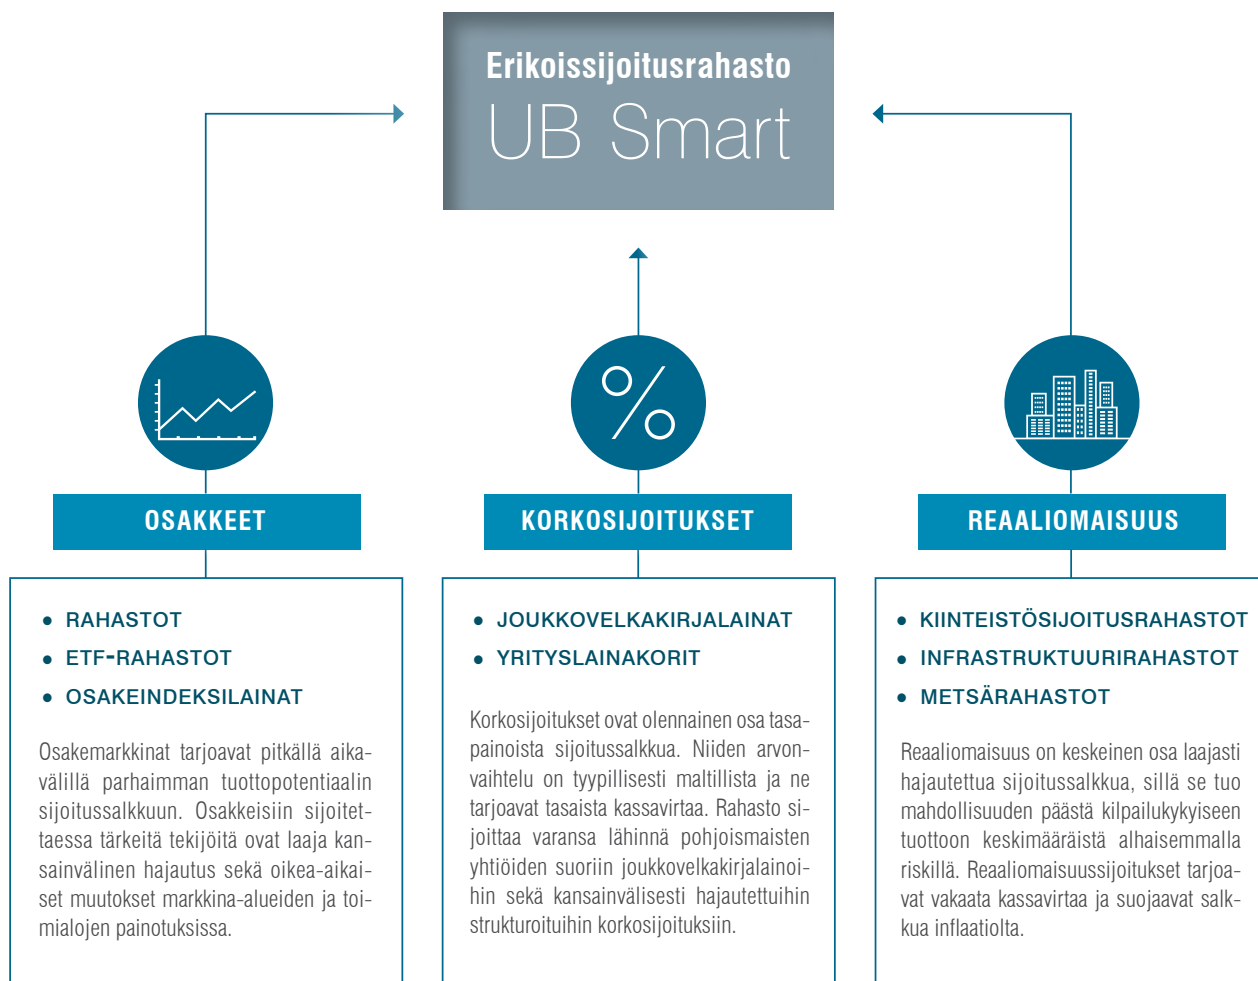 Erikoissijoitusrahasto
UB Smart
OSAKKEET
• RAHASTOT
• ETF-RAHASTOT
• OSAKEINDEKSILAINAT
Osakemarkkinat tarjoavat pitkällä aika-
välillä parhaimman tuottopotentiaalin
sijoitussalkkuun. Osakkeisiin sijoitet-
taessa tärkeitä tekijöitä ovat laaja kan-
sainvälinen hajautus sekä oikea-aikai-
set muutokset markkina-alueiden ja toi-
mialojen painotuksissa.
KORKOSIJOITUKSET
• JOUKKOVELKAKIRJALAINAT
• YRITYSLAINAKORIT
Korkosijoitukset ovat olennainen osa tasa-
painoista sijoitussalkkua. Niiden arvon-
vaihtelu on tyypillisesti maltillista ja ne
tarjoavat tasaista kassavirtaa. Rahasto si-
joittaa varansa lähinnä pohjoismaisten
yhtiöiden suoriin joukkovelkakirjalainoi-
hin sekä kansainvälisesti hajautettuihin
strukturoituihin korkosijoituksiin.
REAALIOMAISUUS
• KIINTEISTÖSIJOITUSRAHASTOT
• INFRASTRUKTUURIRAHASTOT
• METSÄRAHASTOT
Reaaliomaisuus on keskeinen osa laajasti
hajautettua sijoitussalkkua, sillä se tuo
mahdollisuuden päästä kilpailukykyiseen
tuottoon keskimääräistä alhaisemmalla
riskillä. Reaaliomaisuussijoitukset tarjoa-
vat vakaata kassavirtaa ja suojaavat salk-
kua inflaatiolta.